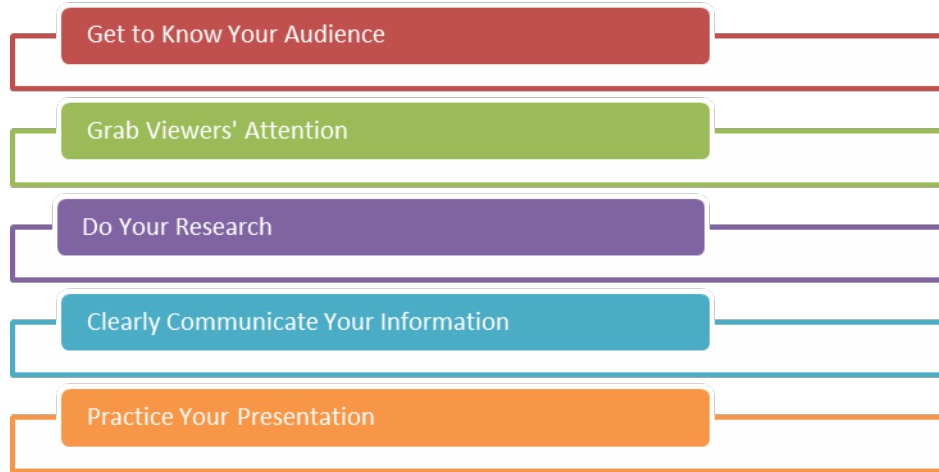 Get to Know Your Audience
Grab Viewers' Attention
Do Your Research
Clearly Communicate Your Information
Practice Your Presentation